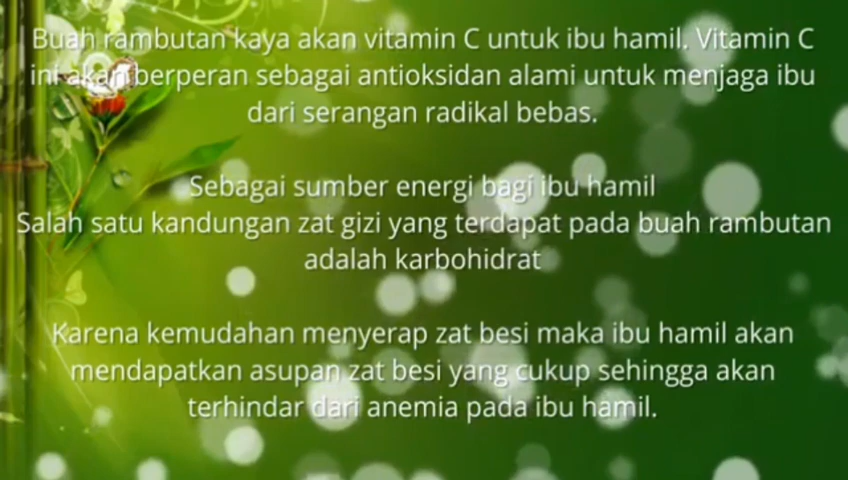 Buah rambutan kaya akan vitamin C untuk ibu hamil. Vitamin C
ini akan berperan sebagai antioksidan alami untuk menjaga ibu
dari serangan radikal bebas.
Sebagai sumber energi bagi ibu hamil
Salah satu kandungan zat gizi yang terdapat pada buah rambutan
adalah karbohidrat
Karena kemudahan menyerap zat besi maka ibu hamil akan
mendapatkan asupan zat besi yang cukup sehingga akan
terhindar dari anemia pada ibu hamil.